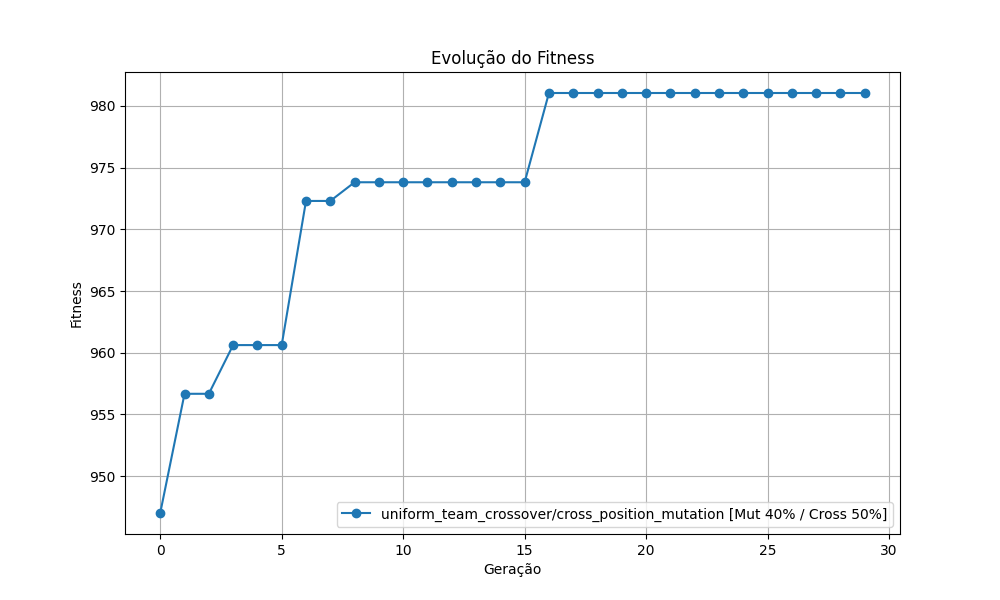 Evolução do Fitness
Fitness
980
975
970
965
960
955
950
uniform_team_crossover/cross_position_mutation [Mut 40% / Cross 50%]
0 5 10 15 20 25 30
Geração